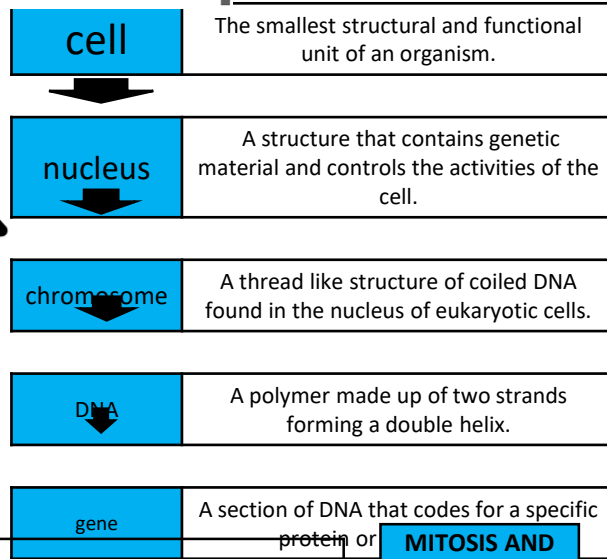 cell
The smallest structural and functional
unit of an organism.
nucleus
A structure that contains genetic
material and controls the activities of the
cell.
chromosome
A thread like structure of coiled DNA
found in the nucleus of eukaryotic cells.
DNA
A polymer made up of two strands
forming a double helix.
gene
A section of DNA that codes for a specific
protein or
MITOSIS AND